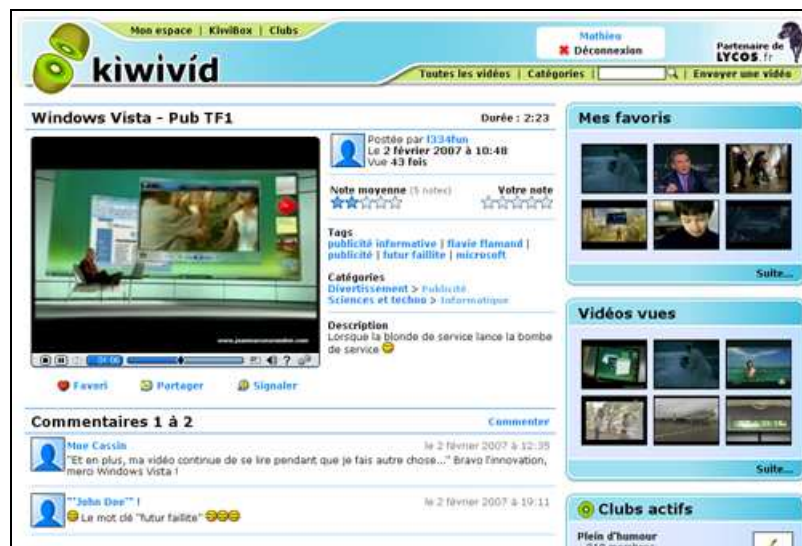 Mon espace | KiwiBox | Clubs
Mathieu
Déconnexion
Partenaire de
LYCOS.fr
kiwivíd
Toutes les vidéos | Catégories | Envoyer une vidéo
Windows Vista - Pub TF1
Durée : 2:23
Postée par l334fun
Le 2 février 2007 à 10:48
Vue 43 fois
Note moyenne (5 notes)
Votre note
Tags
publicité informative | flavie flamand |
publicité | futur faillite | microsoft
Catégories
Divertissement > Publicité
Sciences et techno > Informatique
Description
Lorsque la blonde de service lance la bombe
de service
01:06
Favori
Partager
Signaler
Commentaires 1 à 2
Commenter
Moe Cassin
le 2 février 2007 à 12:35
"Et en plus, ma vidéo continue de se lire pendant que je fais autre chose..." Bravo l'innovation,
merci Windows Vista !
"'John Doe"' !
le 2 février 2007 à 19:11
Le mot clé "futur faillite"
Mes favoris
Suite...
Vidéos vues
Suite...
Clubs actifs
Plein d'humour